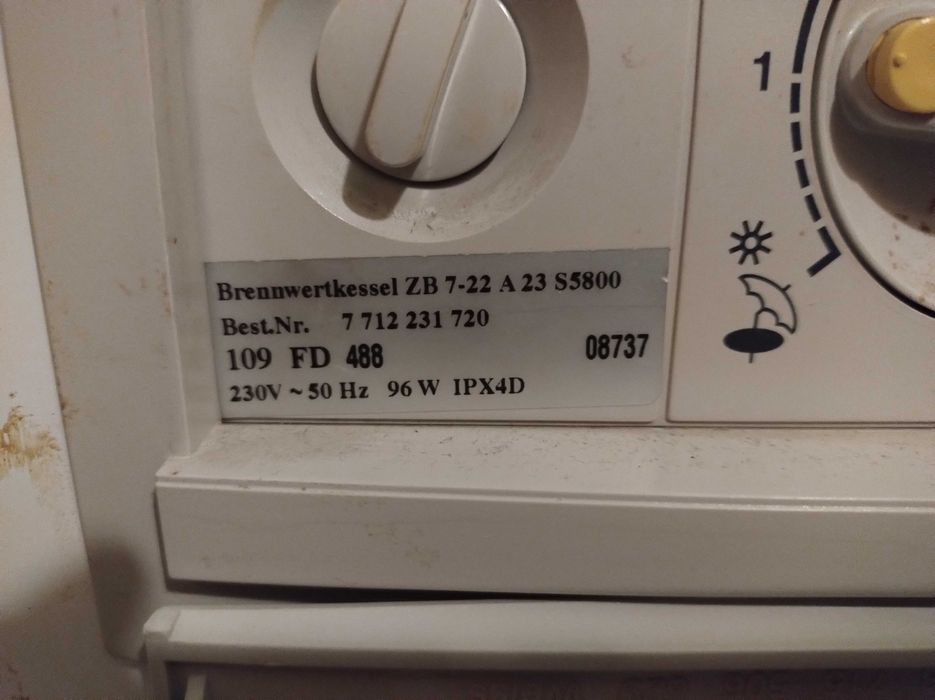 1
Brennwertkessel ZB 7-22 A 23 S5800
Best.Nr. 7 712 231 720
109 FD 488 08737
230V ~ 50 Hz 96 W IPX4D